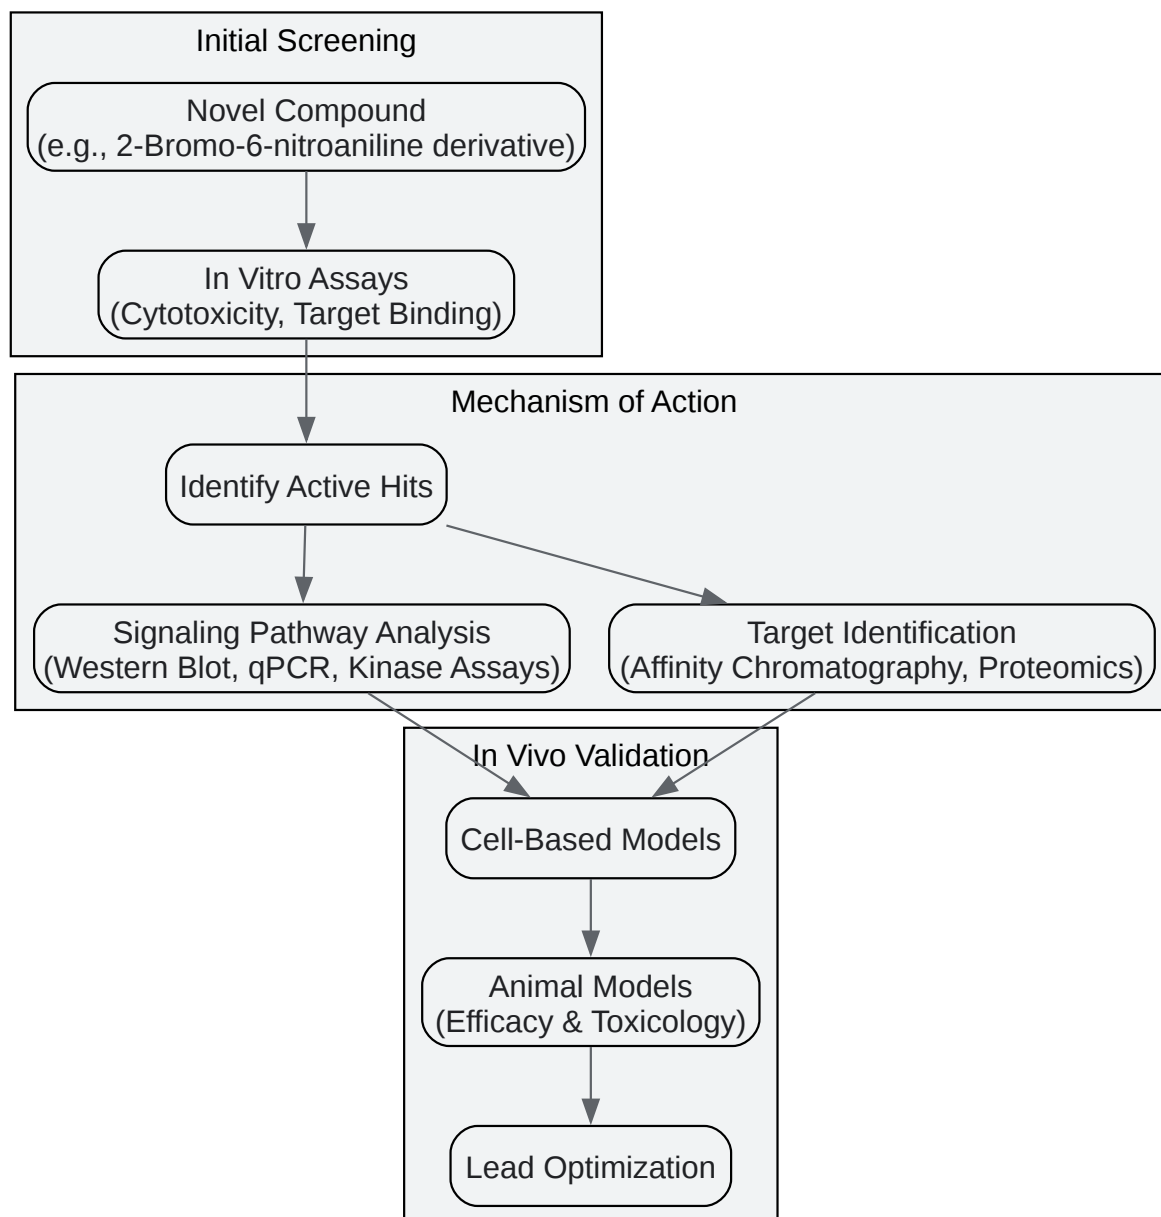 Initial Screening
Novel Compound
(e.g., 2-Bromo-6-nitroaniline derivative)
In Vitro Assays
(Cytotoxicity, Target Binding)
Mechanism of Action
Identify Active Hits
Signaling Pathway Analysis
(Western Blot, qPCR, Kinase Assays)
Target Identification
(Affinity Chromatography, Proteomics)
In Vivo Validation
Cell-Based Models
Animal Models
(Efficacy & Toxicology)
Lead Optimization